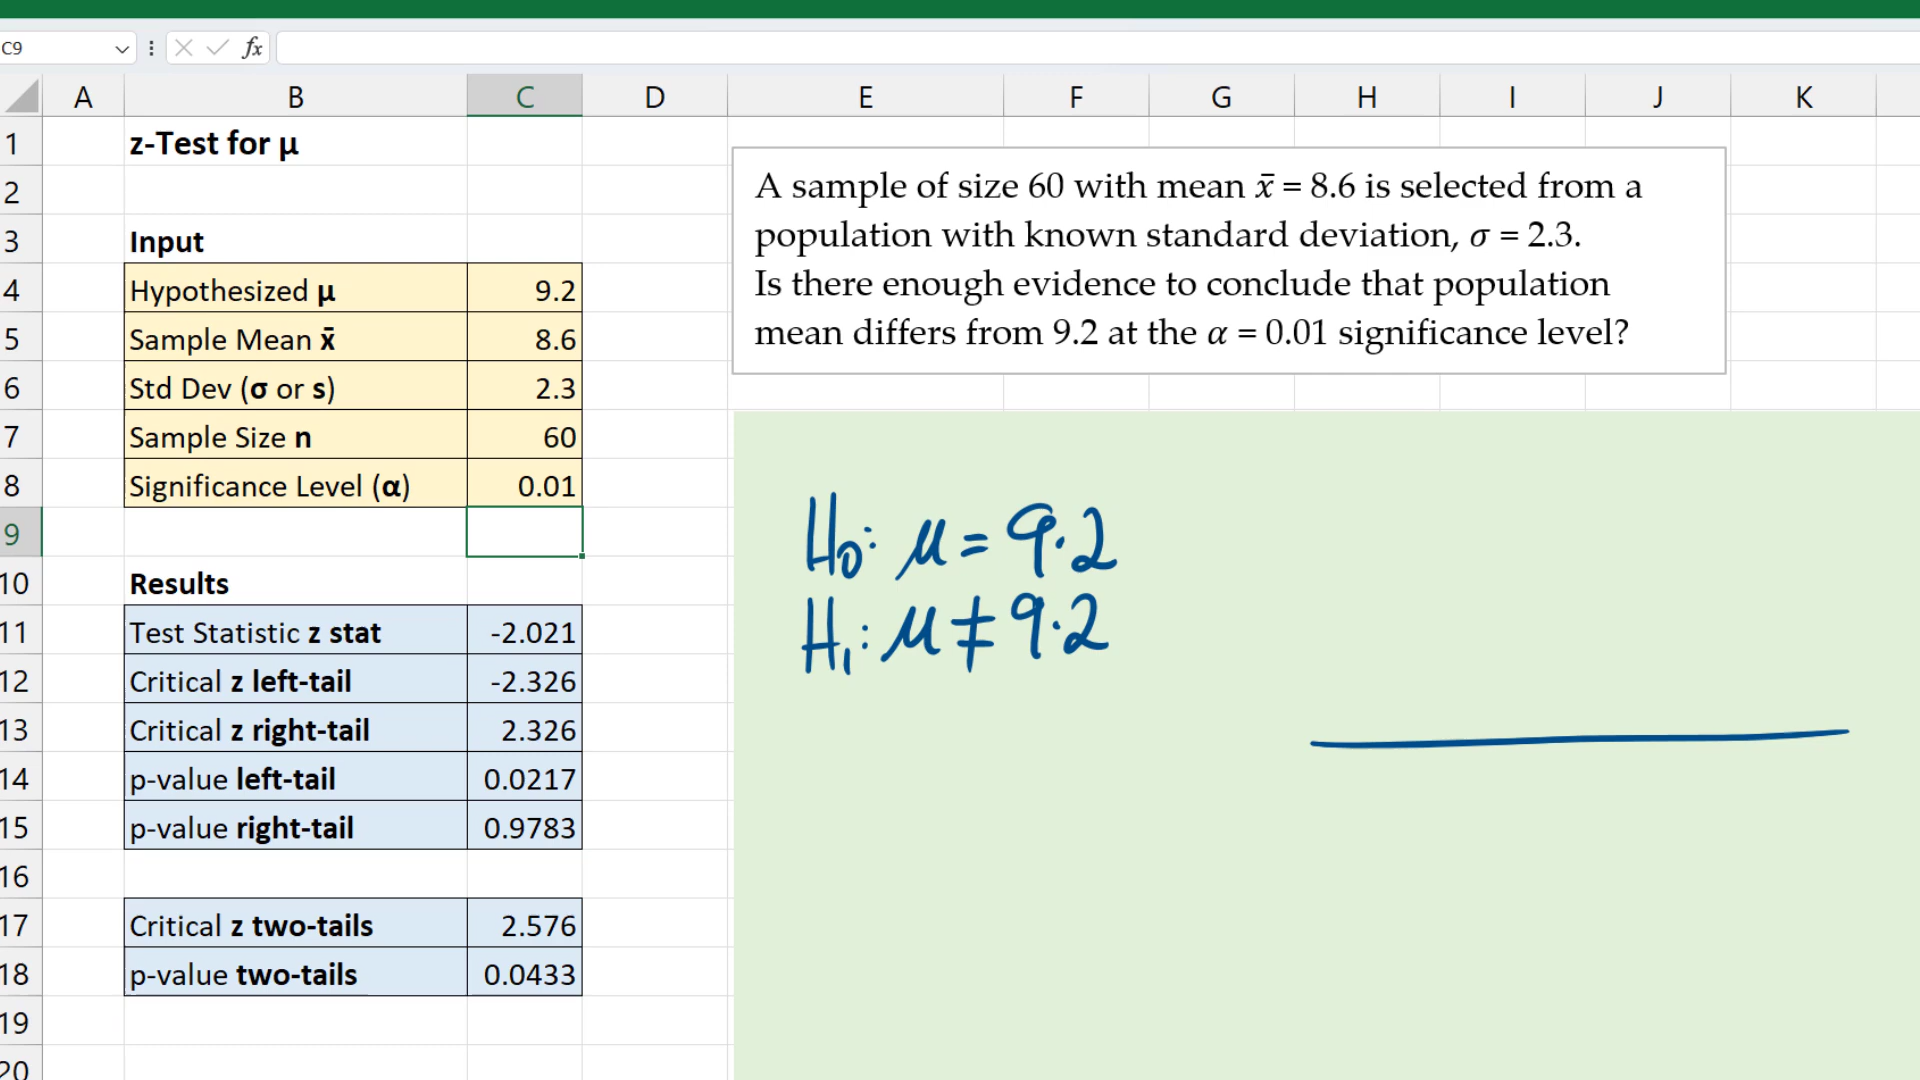 C9
fx
A B C D E F G H I J K
1 z-Test for μ
2
3 Input
4 Hypothesized μ 9.2
5 Sample Mean x̄ 8.6
6 Std Dev (σ or s) 2.3
7 Sample Size n 60
8 Significance Level (α) 0.01
9
10 Results
11 Test Statistic z stat -2.021
12 Critical z left-tail -2.326
13 Critical z right-tail 2.326
14 p-value left-tail 0.0217
15 p-value right-tail 0.9783
16
17 Critical z two-tails 2.576
18 p-value two-tails 0.0433
19
20
A sample of size 60 with mean x̄ = 8.6 is selected from a
population with known standard deviation, σ = 2.3.
Is there enough evidence to conclude that population
mean differs from 9.2 at the α = 0.01 significance level?
H₀: μ = 9.2
H₁: μ ≠ 9.2